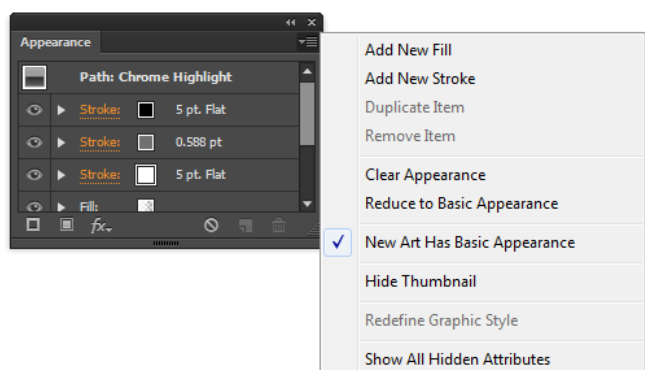 Appearance
Path: Chrome Highlight
Stroke: 5 pt. Flat
Stroke: 0.588 pt
Stroke: 5 pt. Flat
Fill:
fx
Add New Fill
Add New Stroke
Duplicate Item
Remove Item
Clear Appearance
Reduce to Basic Appearance
New Art Has Basic Appearance
Hide Thumbnail
Redefine Graphic Style
Show All Hidden Attributes